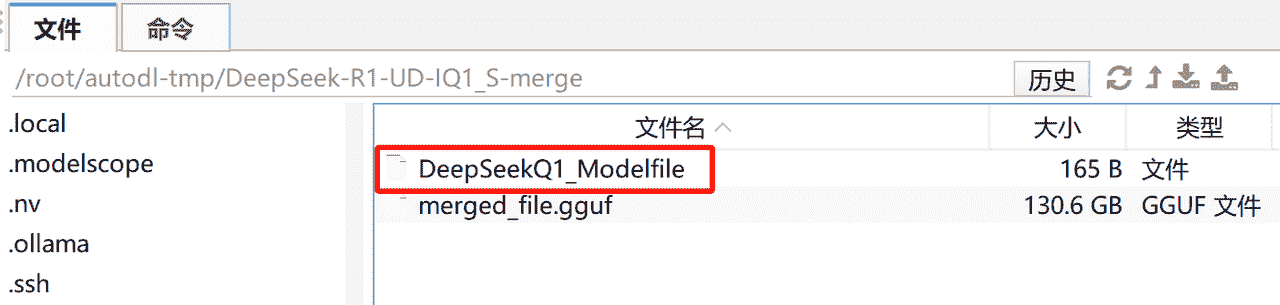 文件 命令
/root/autodl-tmp/DeepSeek-R1-UD-IQ1_S-merge 历史
.local
.modelscope
.nv
.ollama
.ssh
文件名 大小 类型
DeepSeekQ1_Modelfile 165 B 文件
merged_file.gguf 130.6 GB GGUF 文件